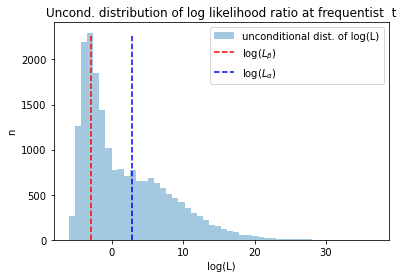 Uncond. distribution of log likelihood ratio at frequentist  t
unconditional dist. of log(L)
log(L_β)
log(L_α)
n
2000
1500
1000
500
0
0 10 20 30
log(L)